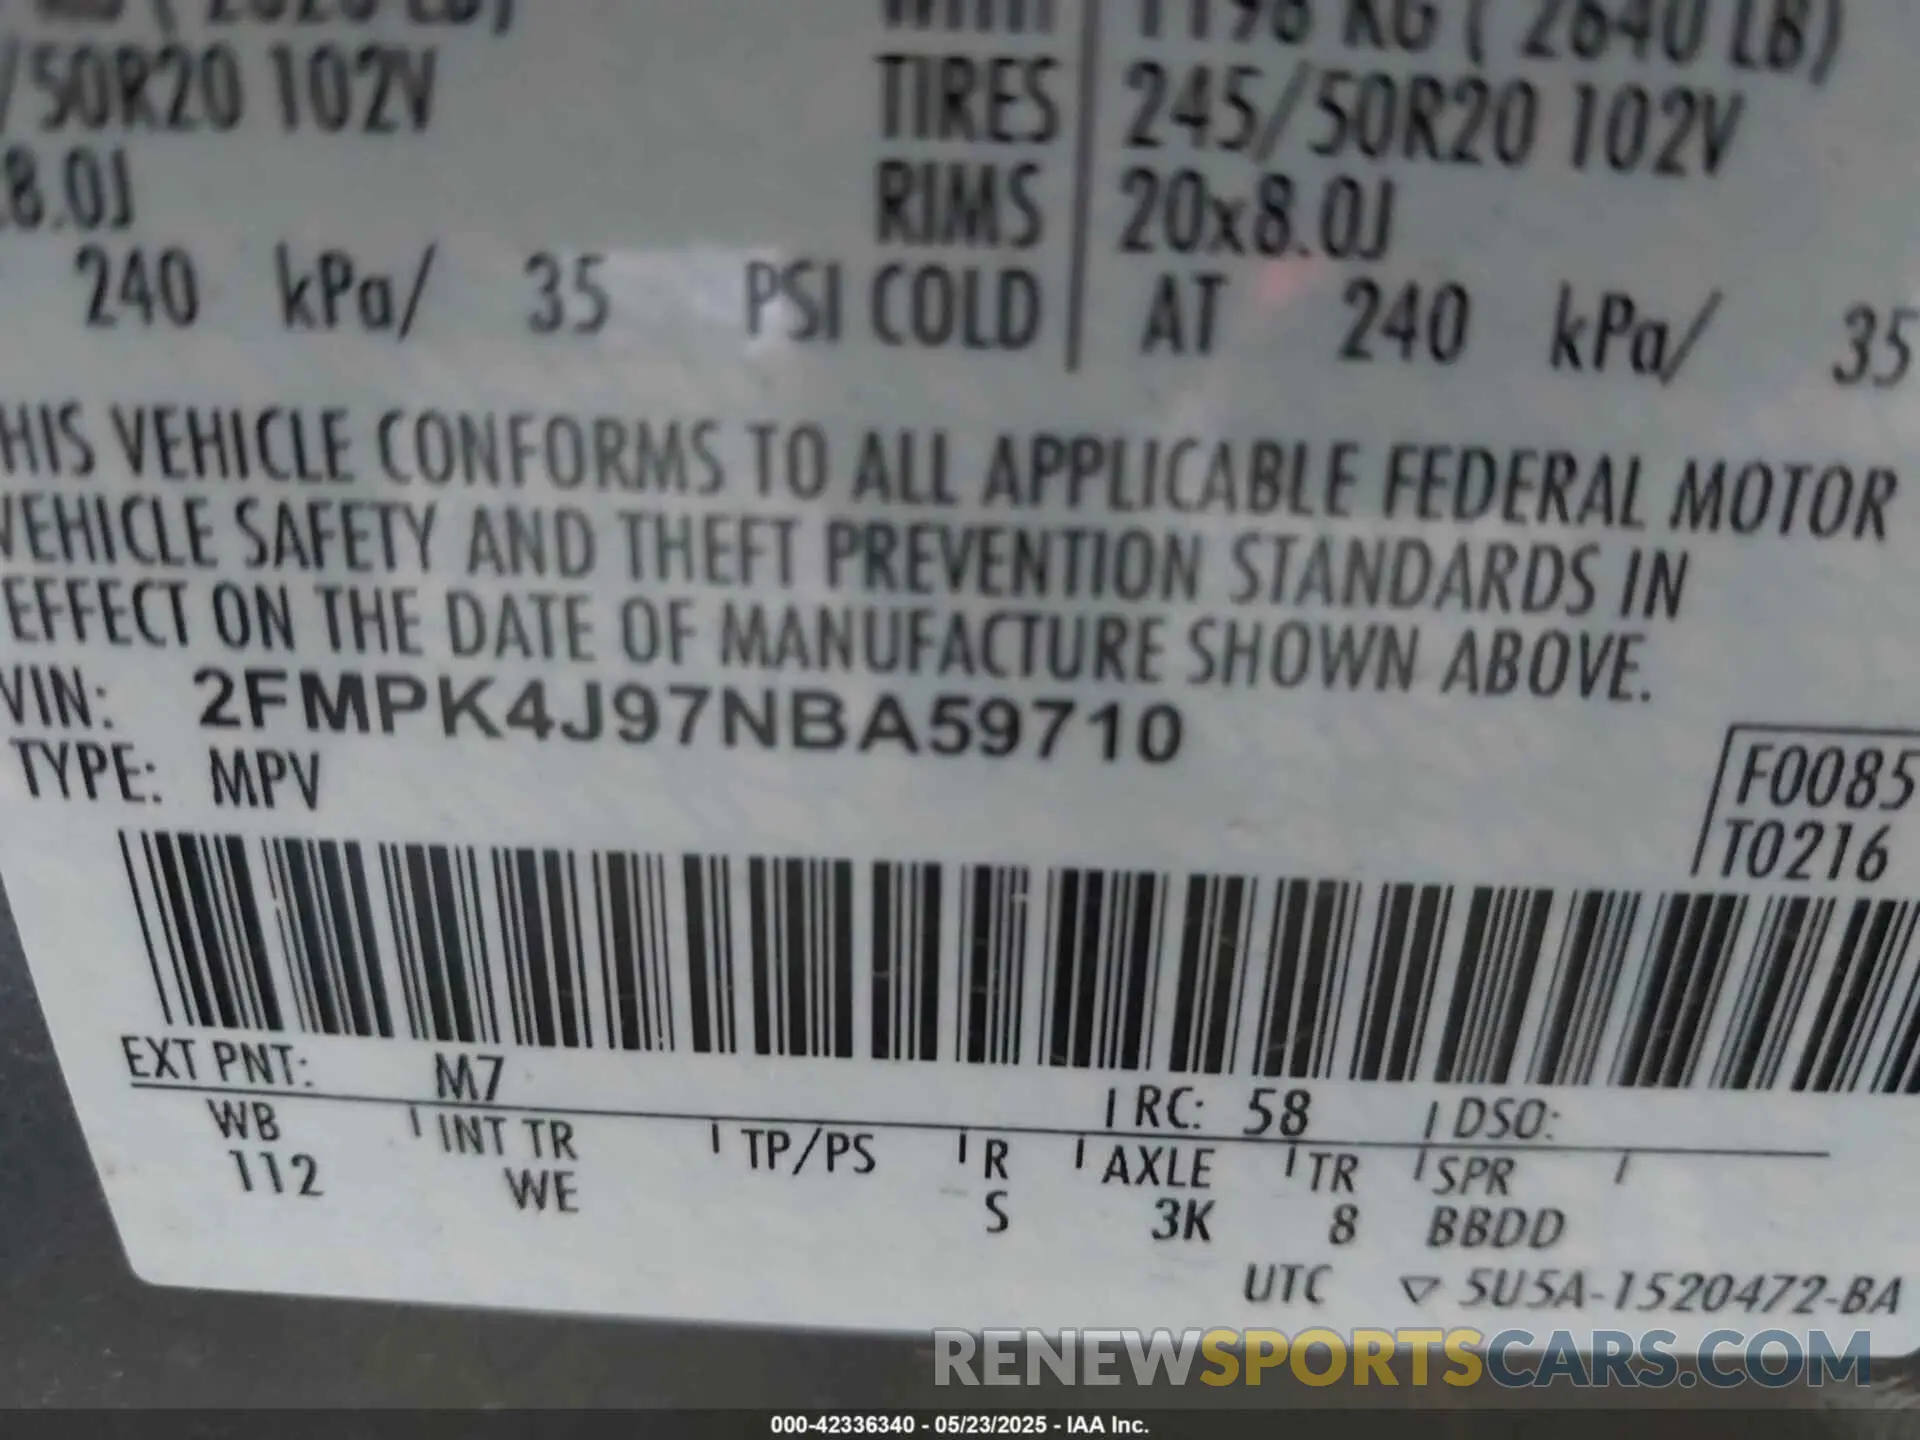 1198 KG ( 2640 LB)
/50R20 102V TIRES 245/50R20 102V
8.0J RIMS 20x8.0J
240 kPa/ 35 PSI COLD AT 240 kPa/ 35
HIS VEHICLE CONFORMS TO ALL APPLICABLE FEDERAL MOTOR
VEHICLE SAFETY AND THEFT PREVENTION STANDARDS IN
EFFECT ON THE DATE OF MANUFACTURE SHOWN ABOVE.
VIN: 2FMPK4J97NBA59710
TYPE: MPV
F0085
T0216
EXT PNT: M7 RC: 58 DSO:
WB INT TR TP/PS R AXLE TR SPR
112 WE S 3K 8 BBDD
UTC ▽ 5U5A-1520472-BA
RENEWSPORTSCARS.COM
000-42336340 - 05/23/2025 - IAA Inc.